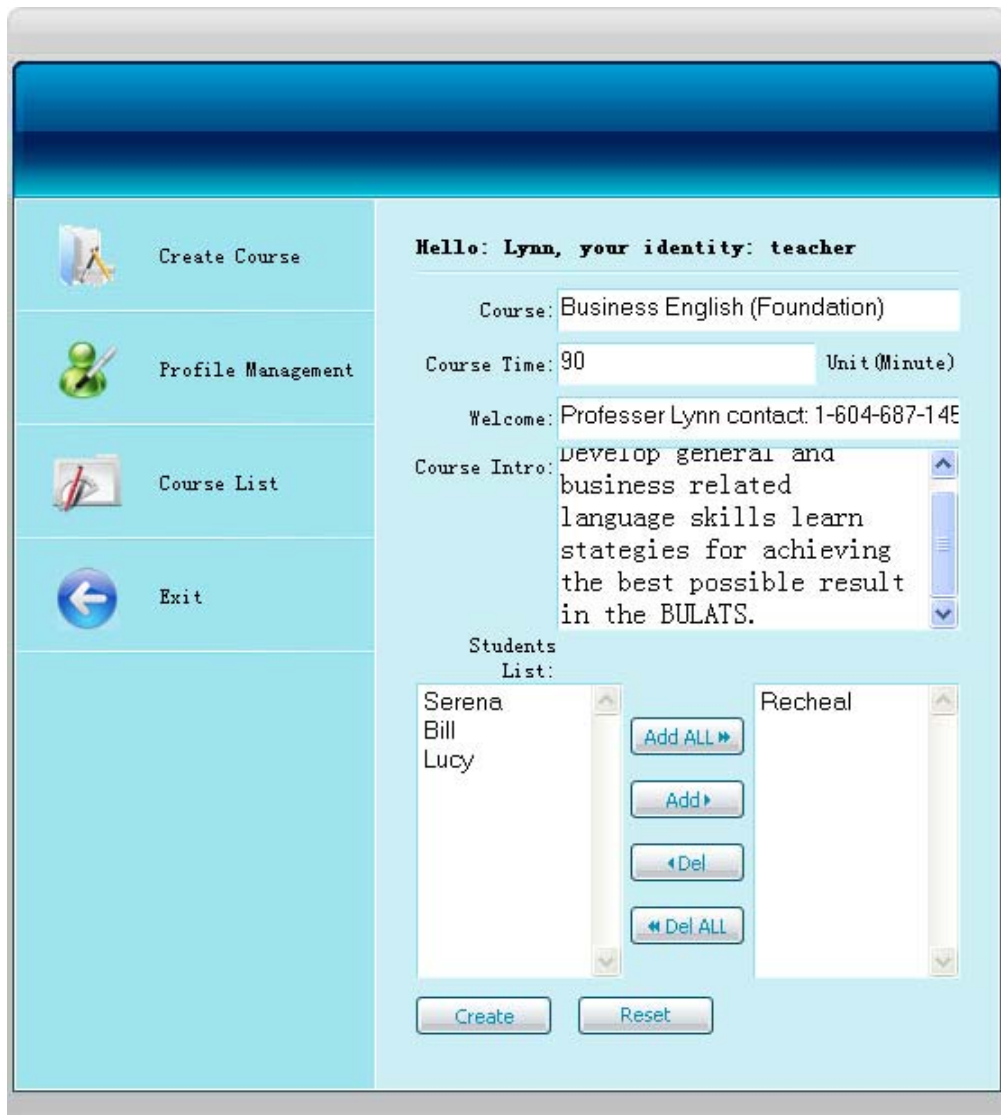 Create Course
Profile Management
Course List
Exit
Hello: Lynn, your identity: teacher
Course: Business English (Foundation)
Course Time: 90 Unit(Minute)
Welcome: Professer Lynn contact: 1-604-687-145
Course Intro: Develop general and
business related
language skills learn
stategies for achieving
the best possible result
in the BULATS.
Students
List:
Serena
Bill
Lucy
Add ALL
Add
Del
Del ALL
Recheal
Create Reset